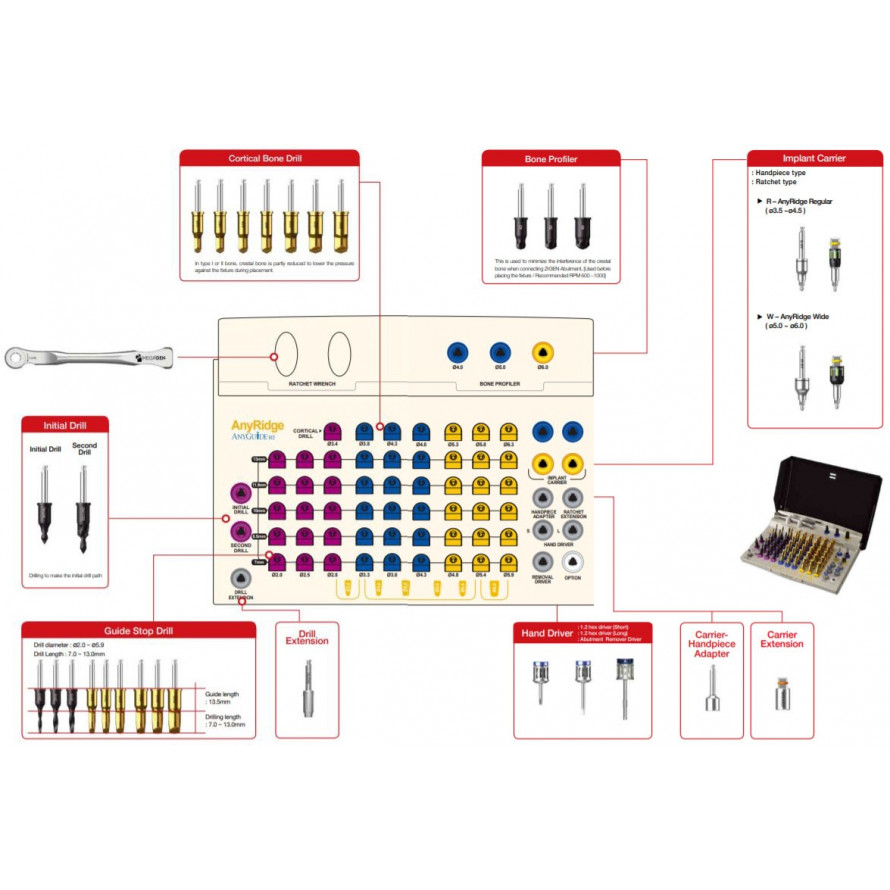 Cortical Bone Drill
In type I or II bone, crestal bone is partly reduced to lower the pressure
against the fixture during placement.
Bone Profiler
This is used to minimize the interference of the crestal
bone when connecting ZIGEN Abutment. [Used before
placing the fixture / Recommended RPM 600 ~ 1000]
Implant Carrier
: Handpiece type
: Ratchet type
R – AnyRidge Regular
( ø3.5 ~ø4.5 )
W – AnyRidge Wide
( ø5.0 ~ ø6.0 )
MEGAGEN
RATCHET WRENCH
Ø4.0
Ø5.0
Ø6.0
BONE PROFILER
Initial Drill
Initial Drill
Second
Drill
Drilling to make the initial drill path
AnyRidge
ANYGUIDE
CORTICAL
DRILL
Ø3.4
Ø3.8
Ø4.3
Ø4.8
Ø5.3
Ø5.8
Ø6.3
13mm
11.5mm
10mm
8.5mm
7mm
Ø2.0
Ø2.5
Ø2.8
Ø3.3
Ø3.8
Ø4.3
Ø4.8
Ø5.4
Ø5.9
INITIAL
DRILL
SECOND
DRILL
DRILL
EXTENSION
IMPLANT
CARRIER
HANDPIECE
ADAPTER
RATCHET
EXTENSION
S
L
HAND DRIVER
REMOVAL
DRIVER
OPTION
Guide Stop Drill
Drill diameter : ø2.0 ~ ø5.9
Drill Length : 7.0 ~ 13.0mm
Guide length
: 13.5mm
Drilling length
: 7.0 ~ 13.0mm
Drill
Extension
Hand Driver
: 1.2 hex driver (Short)
: 1.2 hex driver (Long)
: Abutment Remover Driver
Carrier-
Handpiece
Adapter
Carrier
Extension